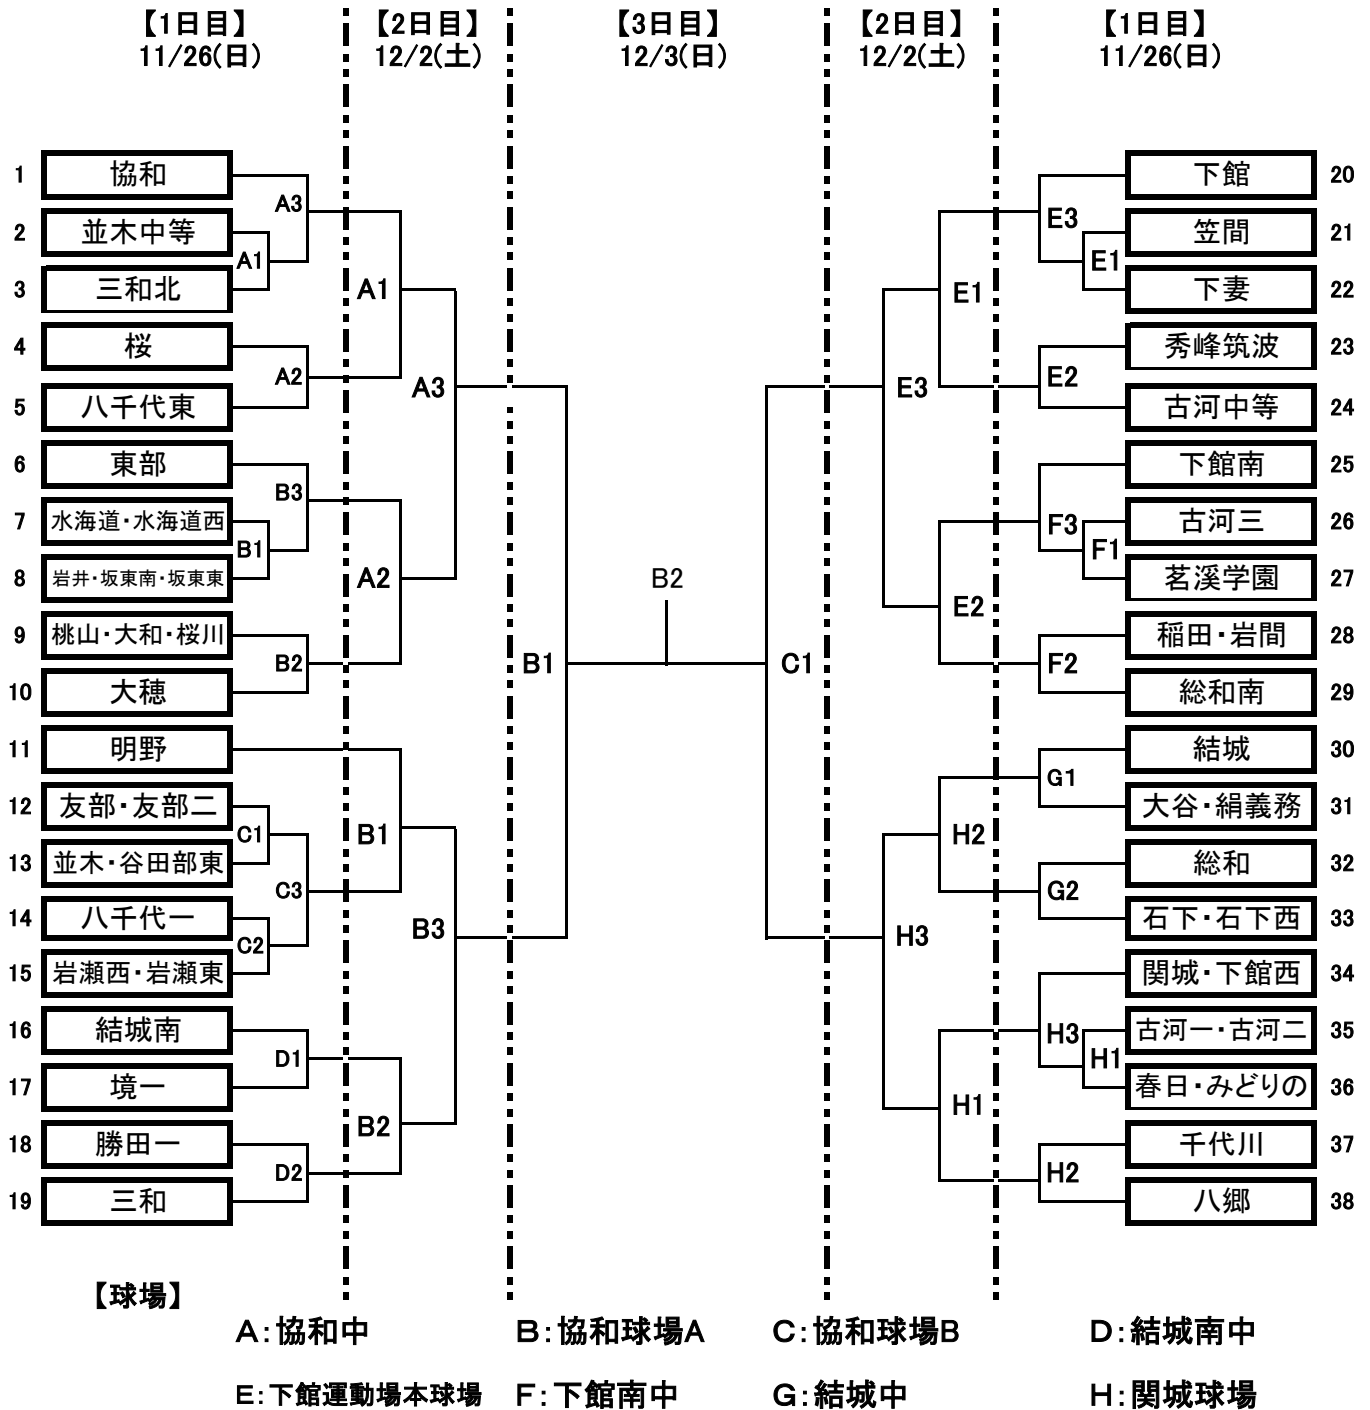 【1日目】 【2日目】 【3日目】 【2日目】 【1日目】
11/26(日) 12/2(土) 12/3(日) 12/2(土) 11/26(日)
1 協和 下館 20
A3 E3
2 並木中等 笠間 21
A1 E1
3 三和北 A1 E1 下妻 22
4 桜 秀峰筑波 23
A2 A3 E3 E2
5 八千代東 古河中等 24
6 東部 下館南 25
B3
7 水海道・水海道西 F3 古河三 26
B1 F1
8 岩井・坂東南・坂東東 A2 B2 茗溪学園 27
E2
9 桃山・大和・桜川 稲田・岩間 28
B2 B1 C1 F2
10 大穂 総和南 29
11 明野 結城 30
G1
12 友部・友部二 大谷・絹義務 31
C1 B1 H2
13 並木・谷田部東 総和 32
C3 G2
14 八千代一 石下・石下西 33
C2 B3 H3
15 岩瀬西・岩瀬東 関城・下館西 34
16 結城南 H3 古河一・古河二 35
D1 H1
17 境一 春日・みどりの 36
B2 H1
18 勝田一 千代川 37
D2 H2
19 三和 八郷 38
【球場】
A:協和中 B:協和球場A C:協和球場B D:結城南中
E:下館運動場本球場 F:下館南中 G:結城中 H:関城球場